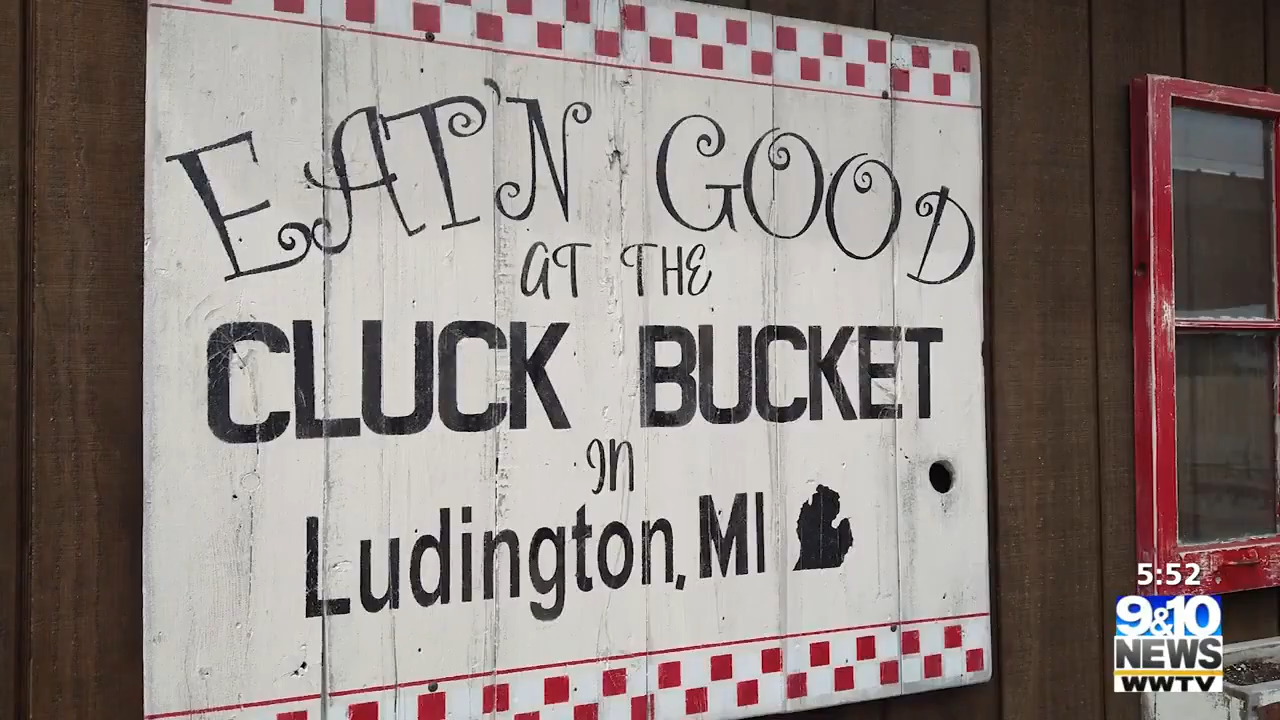 EAT'N GOOD
AT THE
CLUCK BUCKET
IN
Ludington, MI
5:52
9&10
NEWS
WWTV